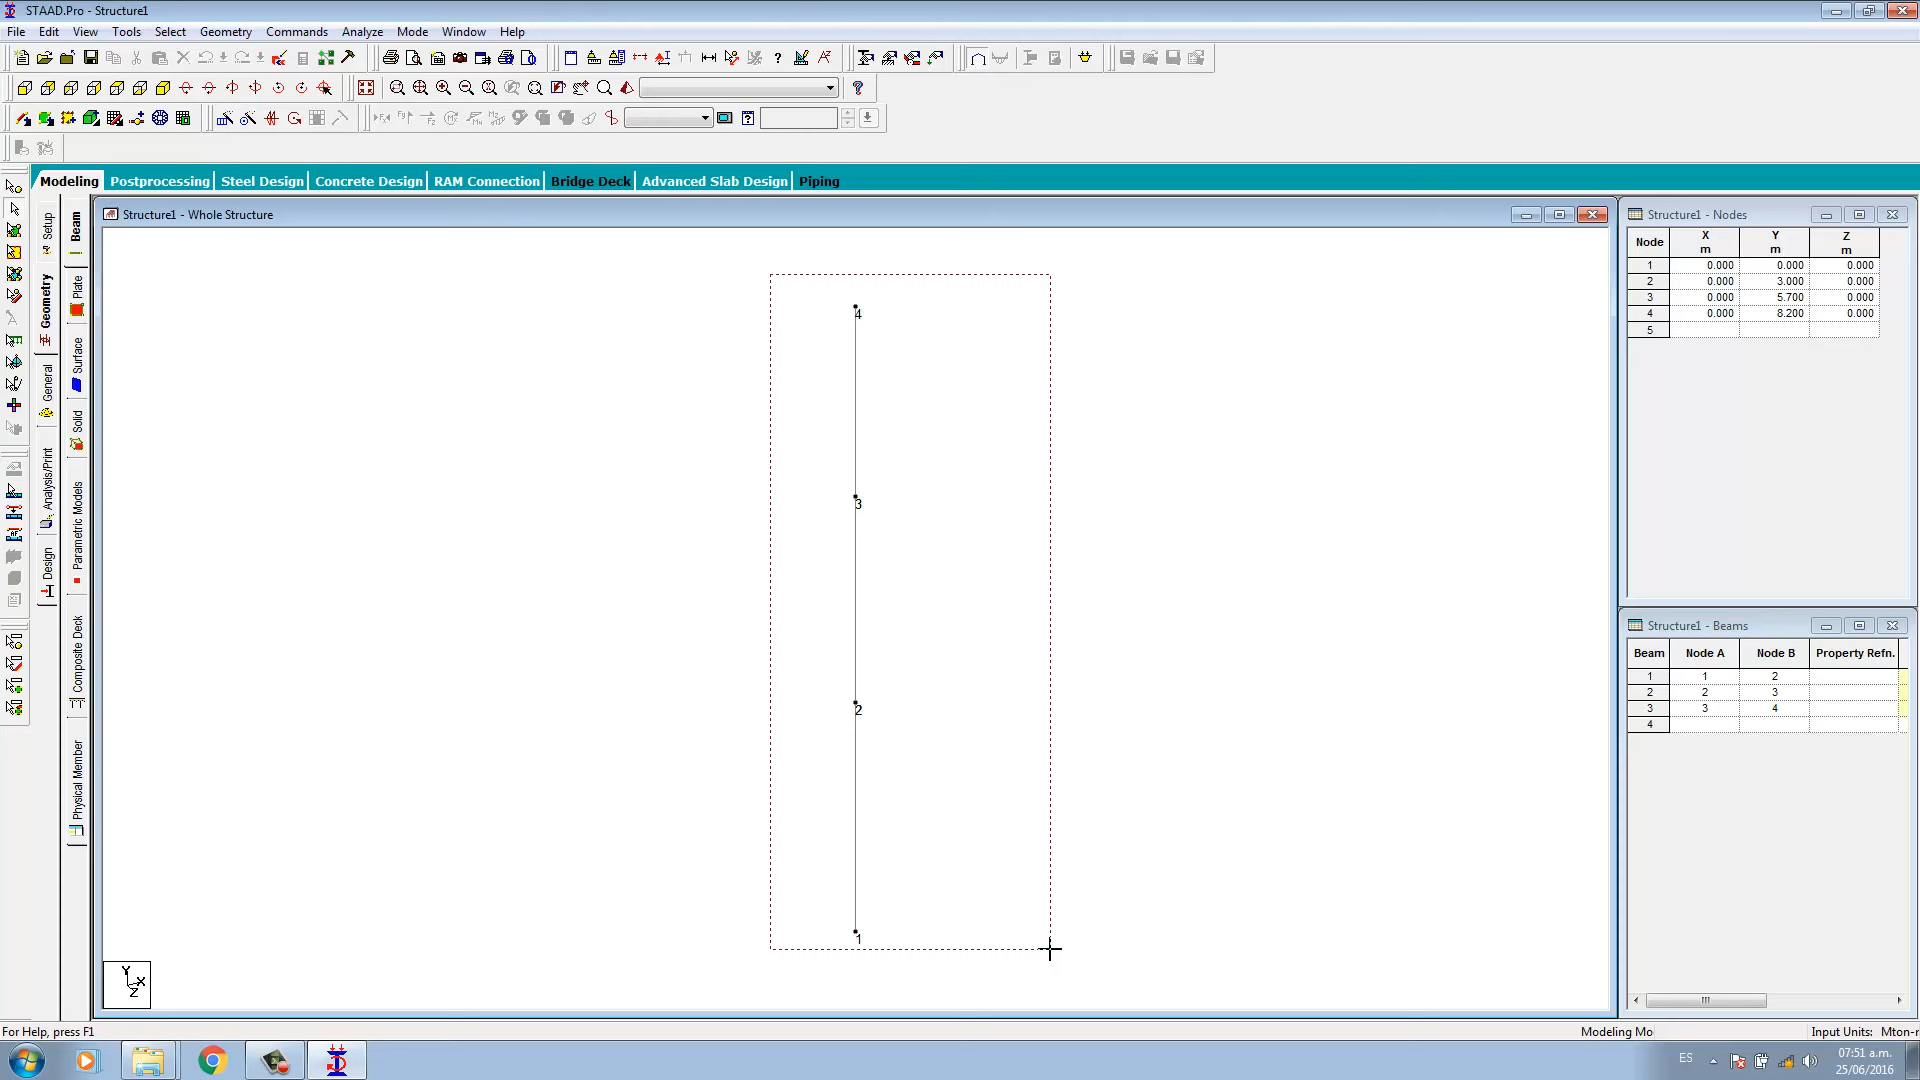 STAAD.Pro - Structure1
File Edit View Tools Select Geometry Commands Analyze Mode Window Help
Modeling Postprocessing Steel Design Concrete Design RAM Connection Bridge Deck Advanced Slab Design Piping
Setup
Geometry
General
Analysis/Print
Design
Beam
Plate
Surface
Solid
Parametric Models
Composite Deck
Physical Member
Structure1 - Whole Structure
4
3
2
1
Y
X
Z
Structure1 - Nodes
Node X m Y m Z m
1 0.000 0.000 0.000
2 0.000 3.000 0.000
3 0.000 5.700 0.000
4 0.000 8.200 0.000
5
Structure1 - Beams
Beam Node A Node B Property Refn.
1 1 2
2 2 3
3 3 4
4
For Help, press F1
Modeling Mo
Input Units: Mton-r
ES
07:51 a.m.
25/06/2016